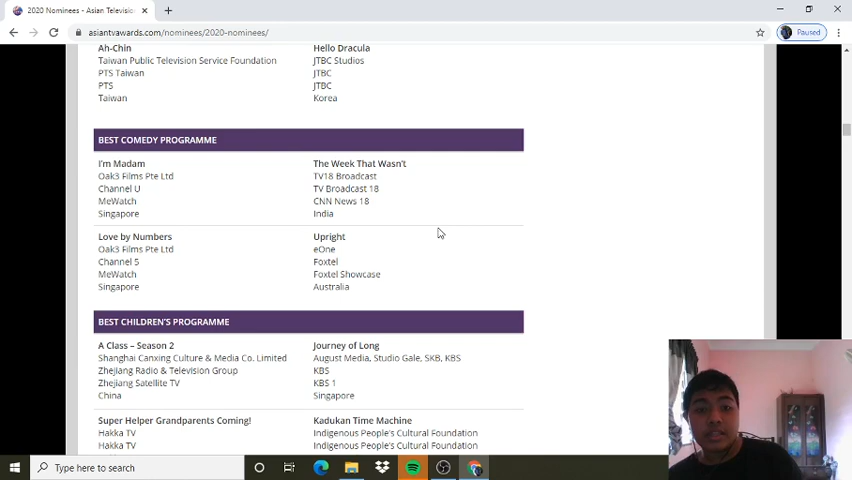 2020 Nominees - Asian Televisio
asiantvawards.com/nominees/2020-nominees/
Paused
Ah-Chin
Taiwan Public Television Service Foundation
PTS Taiwan
PTS
Taiwan
Hello Dracula
JTBC Studios
JTBC
JTBC
Korea
BEST COMEDY PROGRAMME
I'm Madam
Oak3 Films Pte Ltd
Channel U
MeWatch
Singapore
The Week That Wasn't
TV18 Broadcast
TV Broadcast 18
CNN News 18
India
Love by Numbers
Oak3 Films Pte Ltd
Channel 5
MeWatch
Singapore
Upright
eOne
Foxtel
Foxtel Showcase
Australia
BEST CHILDREN'S PROGRAMME
A Class – Season 2
Shanghai Canxing Culture & Media Co. Limited
Zhejiang Radio & Television Group
Zhejiang Satellite TV
China
Journey of Long
August Media, Studio Gale, SKB, KBS
KBS
KBS 1
Singapore
Super Helper Grandparents Coming!
Hakka TV
Hakka TV
Kadukan Time Machine
Indigenous People's Cultural Foundation
Indigenous People's Cultural Foundation
Type here to search